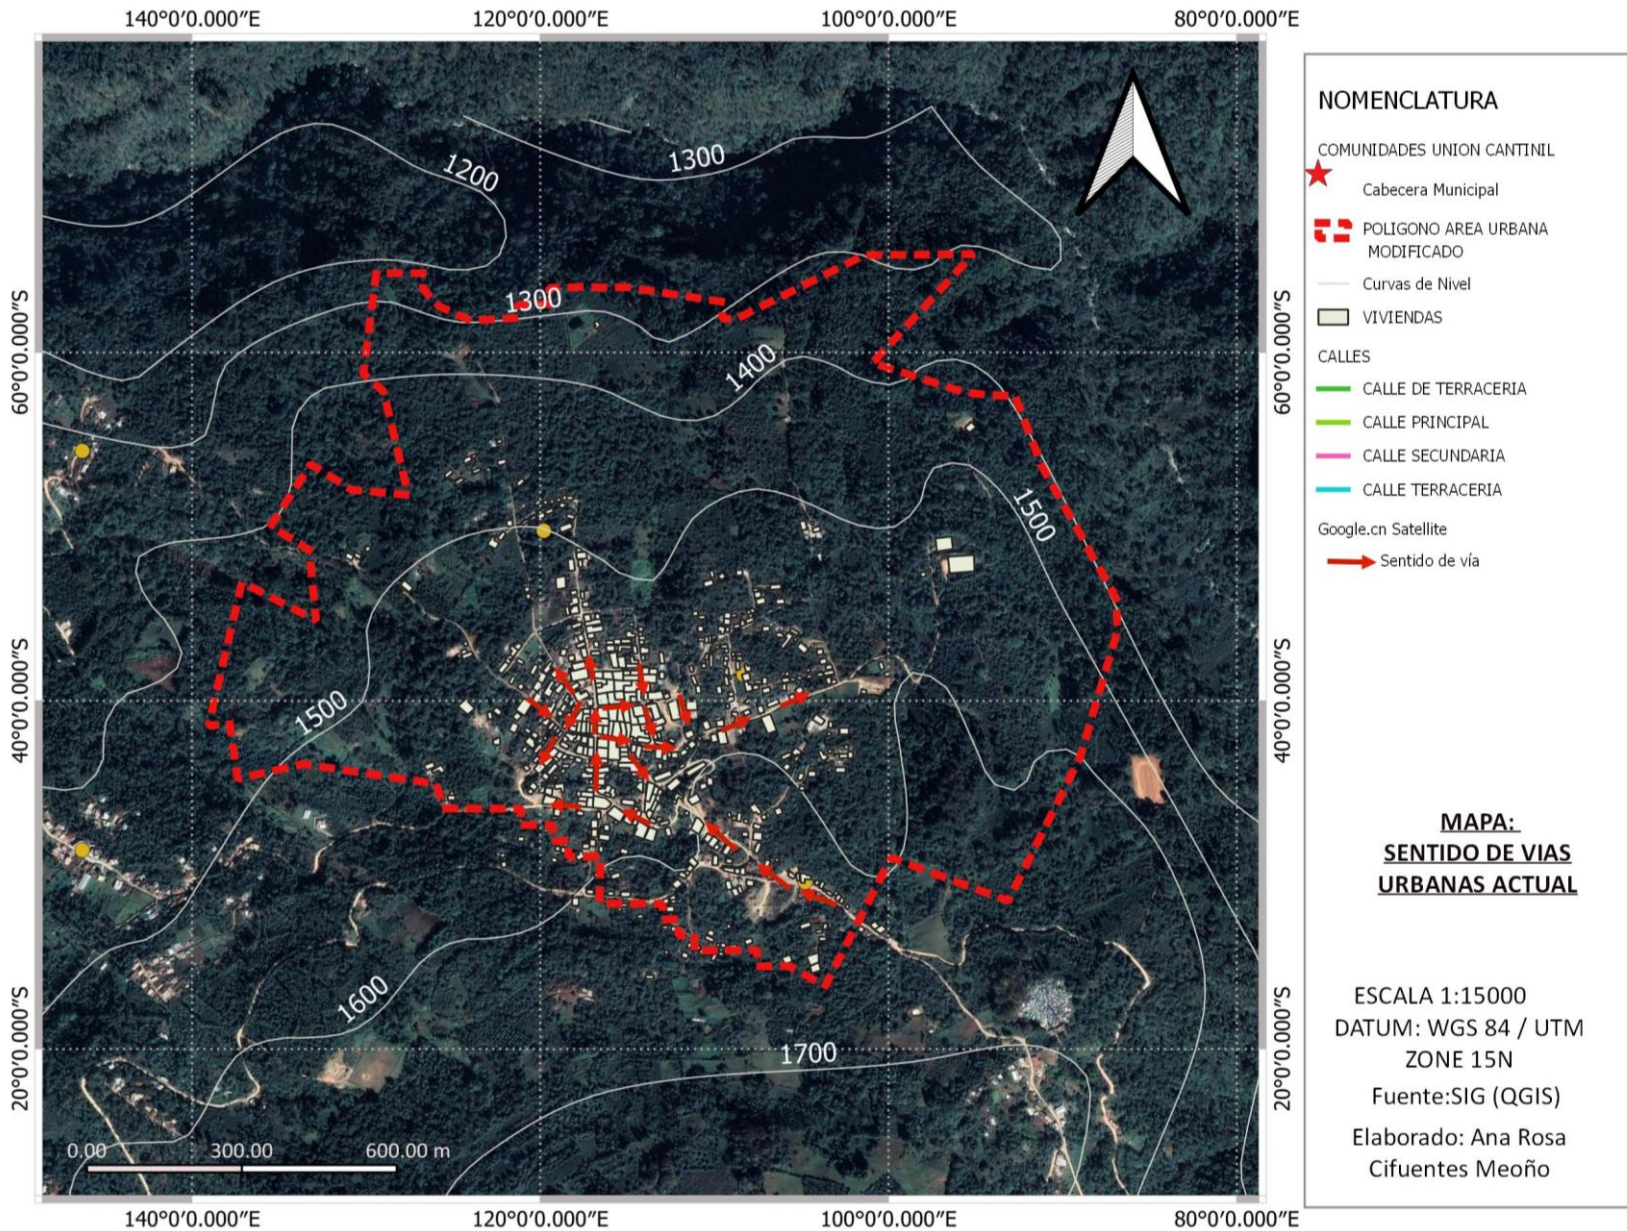 140°0'0.000"E
120°0'0.000"E
100°0'0.000"E
80°0'0.000"E
60°0'0.000"S
40°0'0.000"S
20°0'0.000"S
1200
1300
1300
1400
1500
1500
1600
1700
0.00
300.00
600.00 m
60°0'0.000"S
40°0'0.000"S
20°0'0.000"S
140°0'0.000"E
120°0'0.000"E
100°0'0.000"E
80°0'0.000"E
NOMENCLATURA
COMUNIDADES UNION CANTINIL
Cabecera Municipal
POLIGONO AREA URBANA
MODIFICADO
Curvas de Nivel
VIVIENDAS
CALLES
CALLE DE TERRACERIA
CALLE PRINCIPAL
CALLE SECUNDARIA
CALLE TERRACERIA
Google.cn Satellite
Sentido de vía
MAPA:
SENTIDO DE VIAS
URBANAS ACTUAL
ESCALA 1:15000
DATUM: WGS 84 / UTM
ZONE 15N
Fuente:SIG (QGIS)
Elaborado: Ana Rosa
Cifuentes Meoño